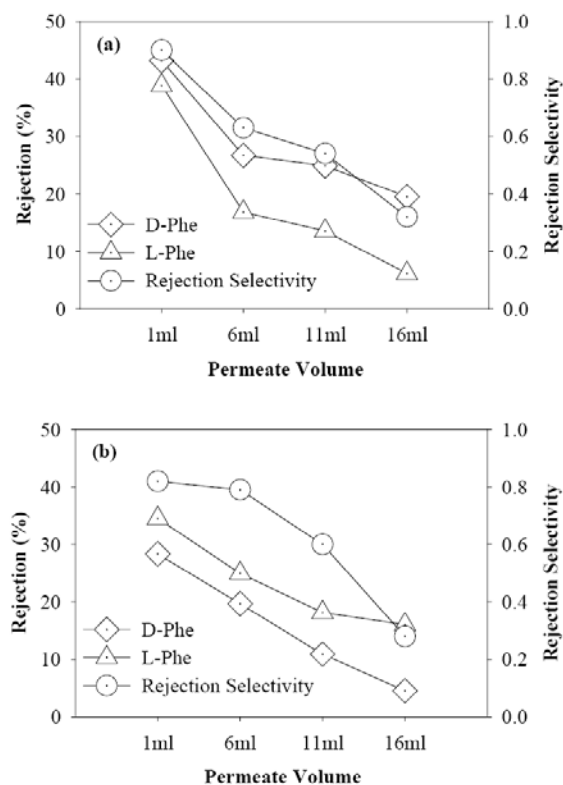 (a)
50
40
30
20
10
0
Rejection (%)
1.0
0.8
0.6
0.4
0.2
0.0
Rejection Selectivity
D-Phe
L-Phe
Rejection Selectivity
1ml 6ml 11ml 16ml
Permeate Volume
(b)
50
40
30
20
10
0
Rejection (%)
1.0
0.8
0.6
0.4
0.2
0.0
Rejection Selectivity
D-Phe
L-Phe
Rejection Selectivity
1ml 6ml 11ml 16ml
Permeate Volume